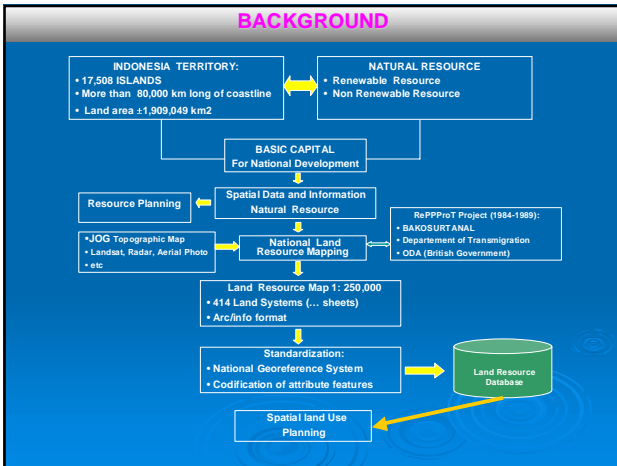 BACKGROUND
INDONESIA TERRITORY:
• 17,508 ISLANDS
• More than 80,000 km long of coastline
• Land area ±1,909,049 km2
NATURAL RESOURCE
• Renewable Resource
• Non Renewable Resource
BASIC CAPITAL
For National Development
Resource Planning
Spatial Data and Information
Natural Resource
•JOG Topographic Map
• Landsat, Radar, Aerial Photo
• etc
National Land
Resource Mapping
RePPProT Project (1984-1989):
• BAKOSURTANAL
• Departement of Transmigration
• ODA (British Government)
Land Resource Map 1: 250,000
• 414 Land Systems (... sheets)
• Arc/info format
Standardization:
• National Georeference System
• Codification of attribute features
Land Resource
Database
Spatial land Use
Planning